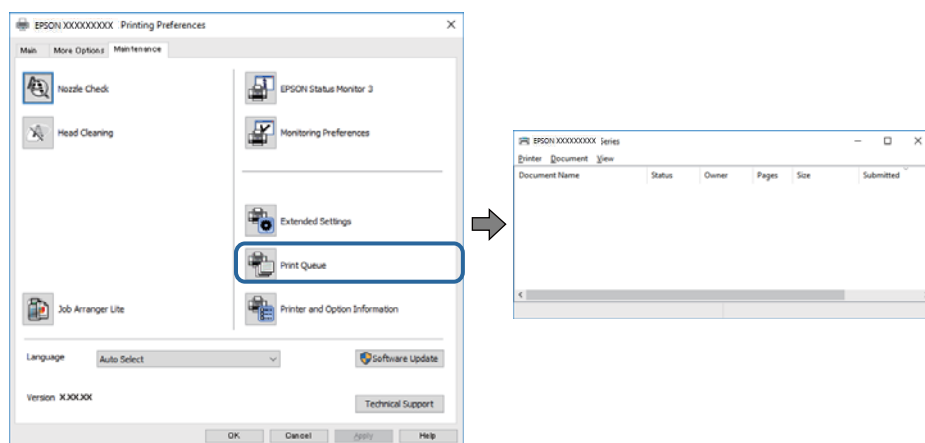 EPSON XXXXXXXXX Printing Preferences
Main More Options Maintenance
Nozzle Check
EPSON Status Monitor 3
Head Cleaning
Monitoring Preferences
Extended Settings
Print Queue
Job Arranger Lite
Printer and Option Information
Language Auto Select
Software Update
Version X.XX.XX
Technical Support
OK Cancel Apply Help
EPSON XXXXXXXXX Series
Printer Document View
Document Name Status Owner Pages Size Submitted